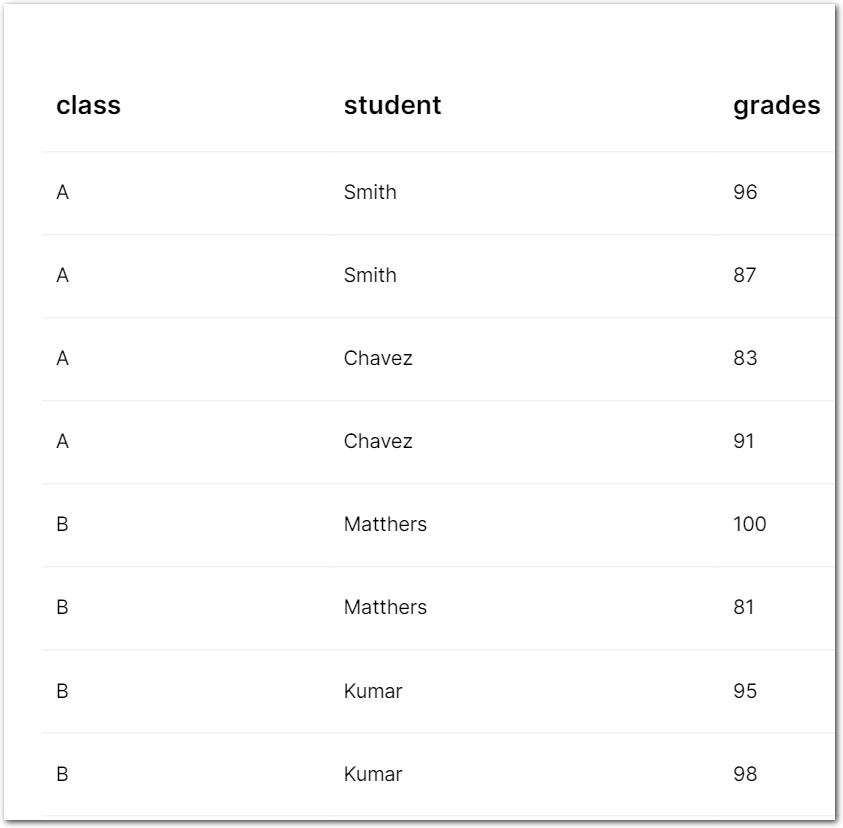 class student grades
A Smith 96
A Smith 87
A Chavez 83
A Chavez 91
B Matthers 100
B Matthers 81
B Kumar 95
B Kumar 98